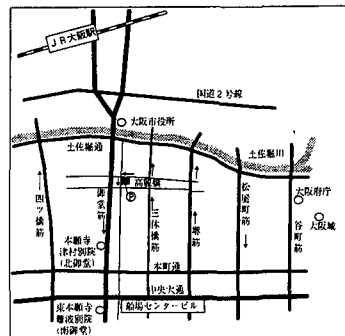 JR大阪駅
国道2号線
大阪市役所
土佐堀通
土佐堀川
高麗橋
Ⓟ
四ツ橋筋
御堂筋
三休橋筋
堺筋
松屋町筋
谷町筋
大阪府庁
大阪城
本願寺
津村別院
(北御堂)
本町通
中央大通
東本願寺
難波別院
(南御堂)
船場センタービル